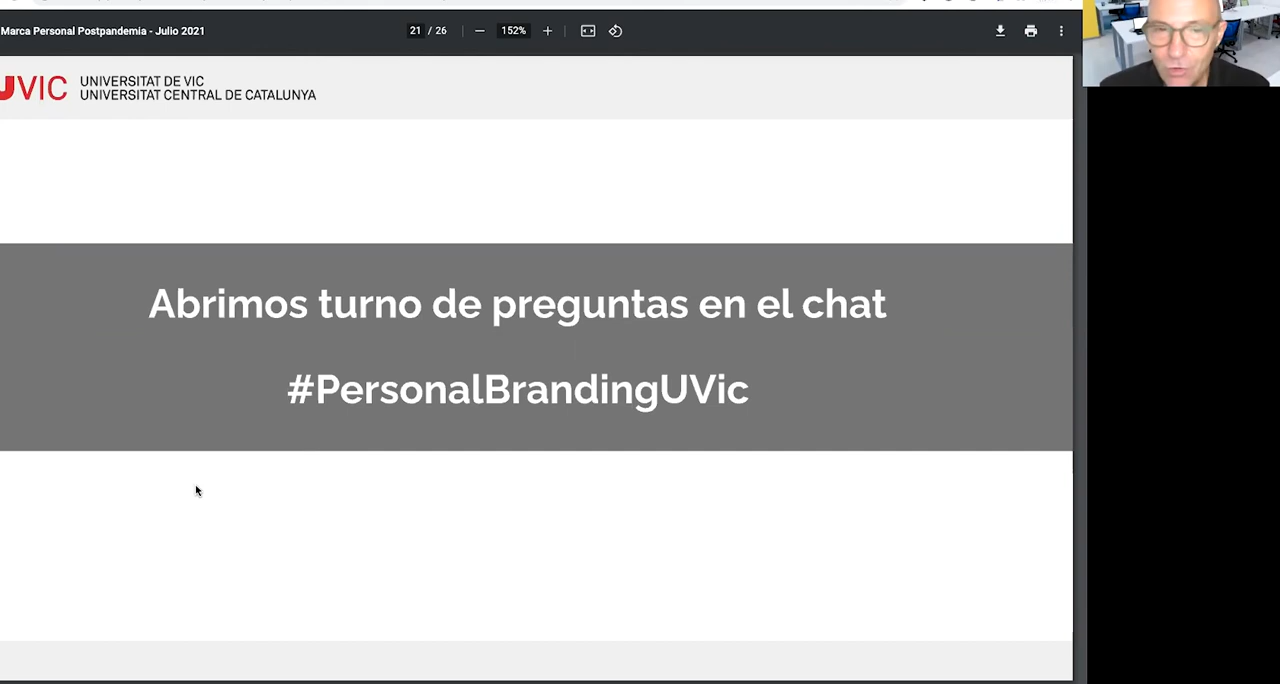 Marca Personal Postpandemia - Julio 2021
21 / 26
152%
UVIC
UNIVERSITAT DE VIC
UNIVERSITAT CENTRAL DE CATALUNYA
Abrimos turno de preguntas en el chat
#PersonalBrandingUVic